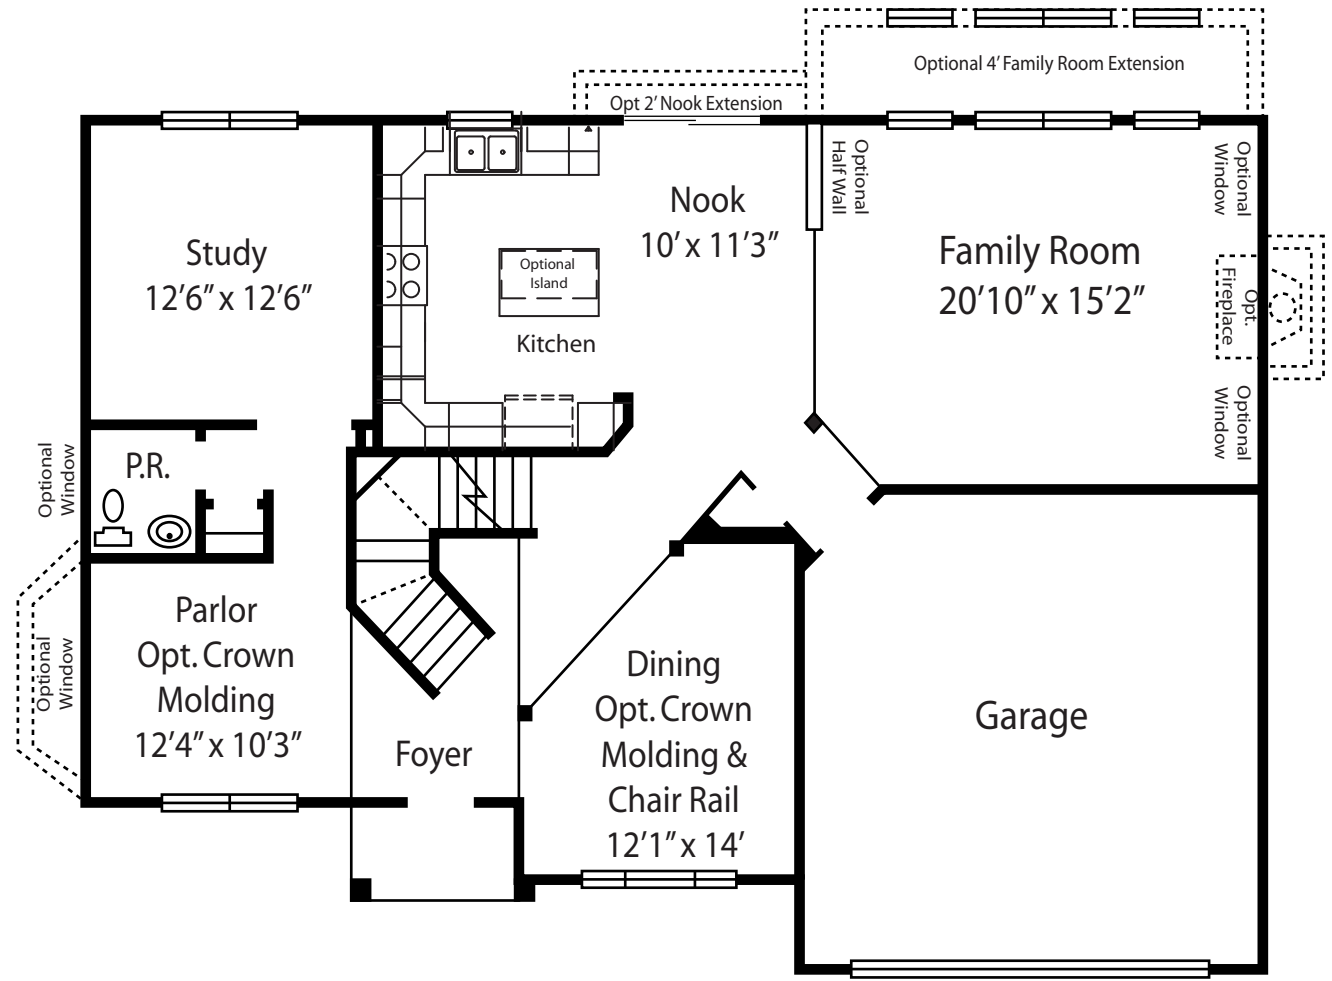 Optional 4’ Family Room Extension
Opt 2’ Nook Extension
Optional
Half Wall
Optional
Window
Nook
10’ x 11’3”
Study
12’6” x 12’6”
Family Room
20’10” x 15’2”
Optional
Island
Opt.
Fireplace
Kitchen
Optional
Window
Optional
Window
P.R.
Parlor
Opt. Crown
Molding
12’4” x 10’3”
Optional
Window
Dining
Opt. Crown
Molding &
Chair Rail
12’1” x 14’
Garage
Foyer